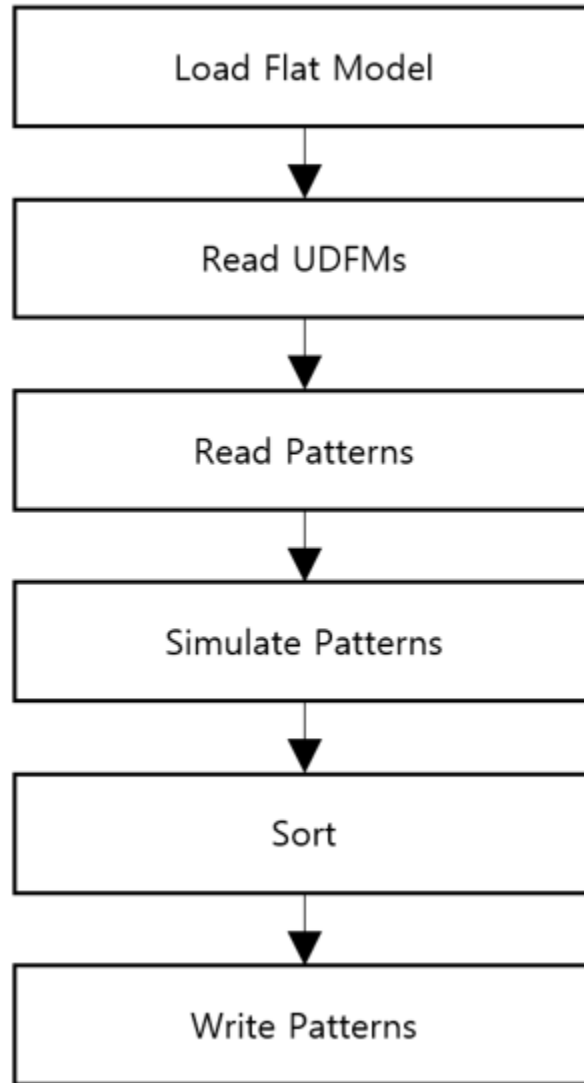 Load Flat Model
Read UDFMs
Read Patterns
Simulate Patterns
Sort
Write Patterns